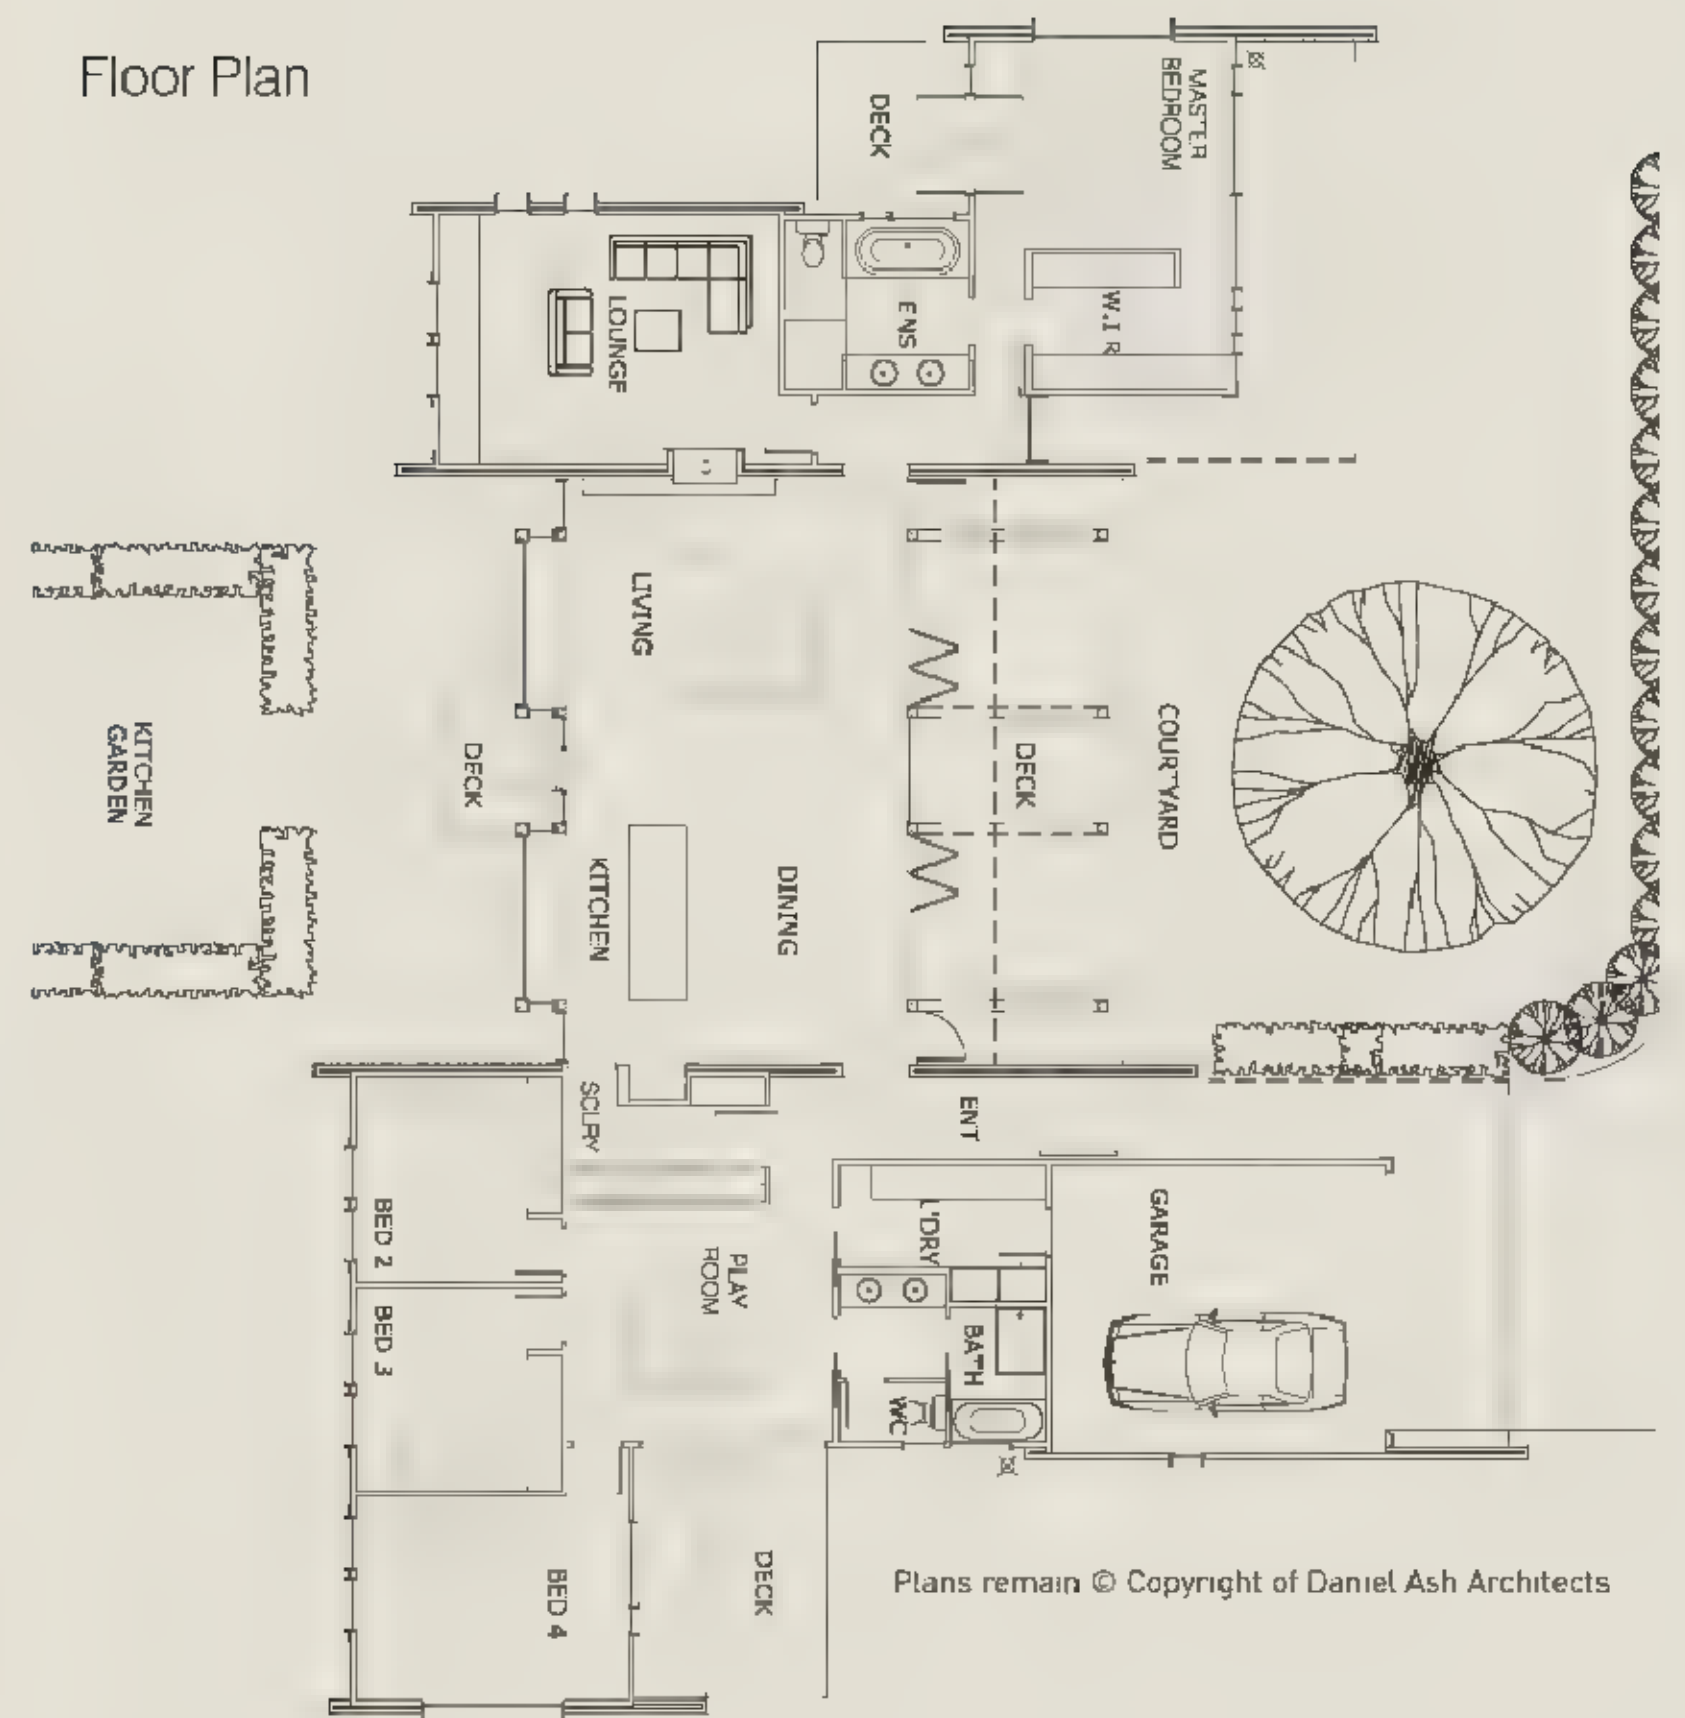 Floor Plan
DECK
MASTER
BEDROOM
LOUNGE
ENS
W.I.R
LIVING
KITCHEN
GARDEN
DECK
DECK
COURTYARD
KITCHEN
DINING
SCLRY
ENT
BED 2
PLAY
ROOM
L'DRY
GARAGE
BED 3
BATH
WC
BED 4
DECK
Plans remain © Copyright of Daniel Ash Architects